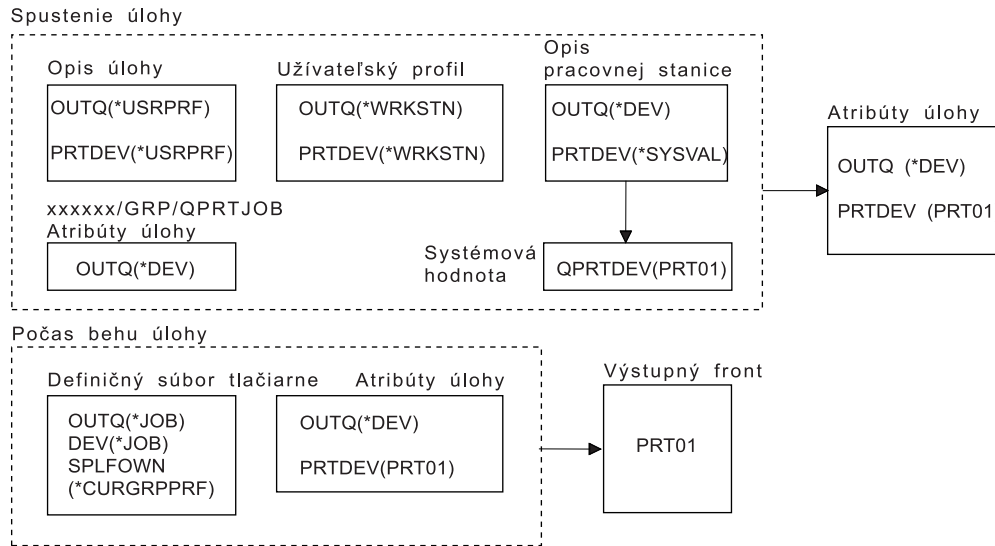 Spustenie úlohy
Opis úlohy
OUTQ(*USRPRF)
PRTDEV(*USRPRF)
Užívateľský profil
OUTQ(*WRKSTN)
PRTDEV(*WRKSTN)
Opis
pracovnej stanice
OUTQ(*DEV)
PRTDEV(*SYSVAL)
Atribúty úlohy
OUTQ (*DEV)
PRTDEV (PRT01
xxxxxx/GRP/QPRTJOB
Atribúty úlohy
OUTQ(*DEV)
Systémová
hodnota
QPRTDEV(PRT01)
Počas behu úlohy
Definičný súbor tlačiarne
OUTQ(*JOB)
DEV(*JOB)
SPLFOWN
(*CURGRPPRF)
Atribúty úlohy
OUTQ(*DEV)
PRTDEV(PRT01)
Výstupný front
PRT01